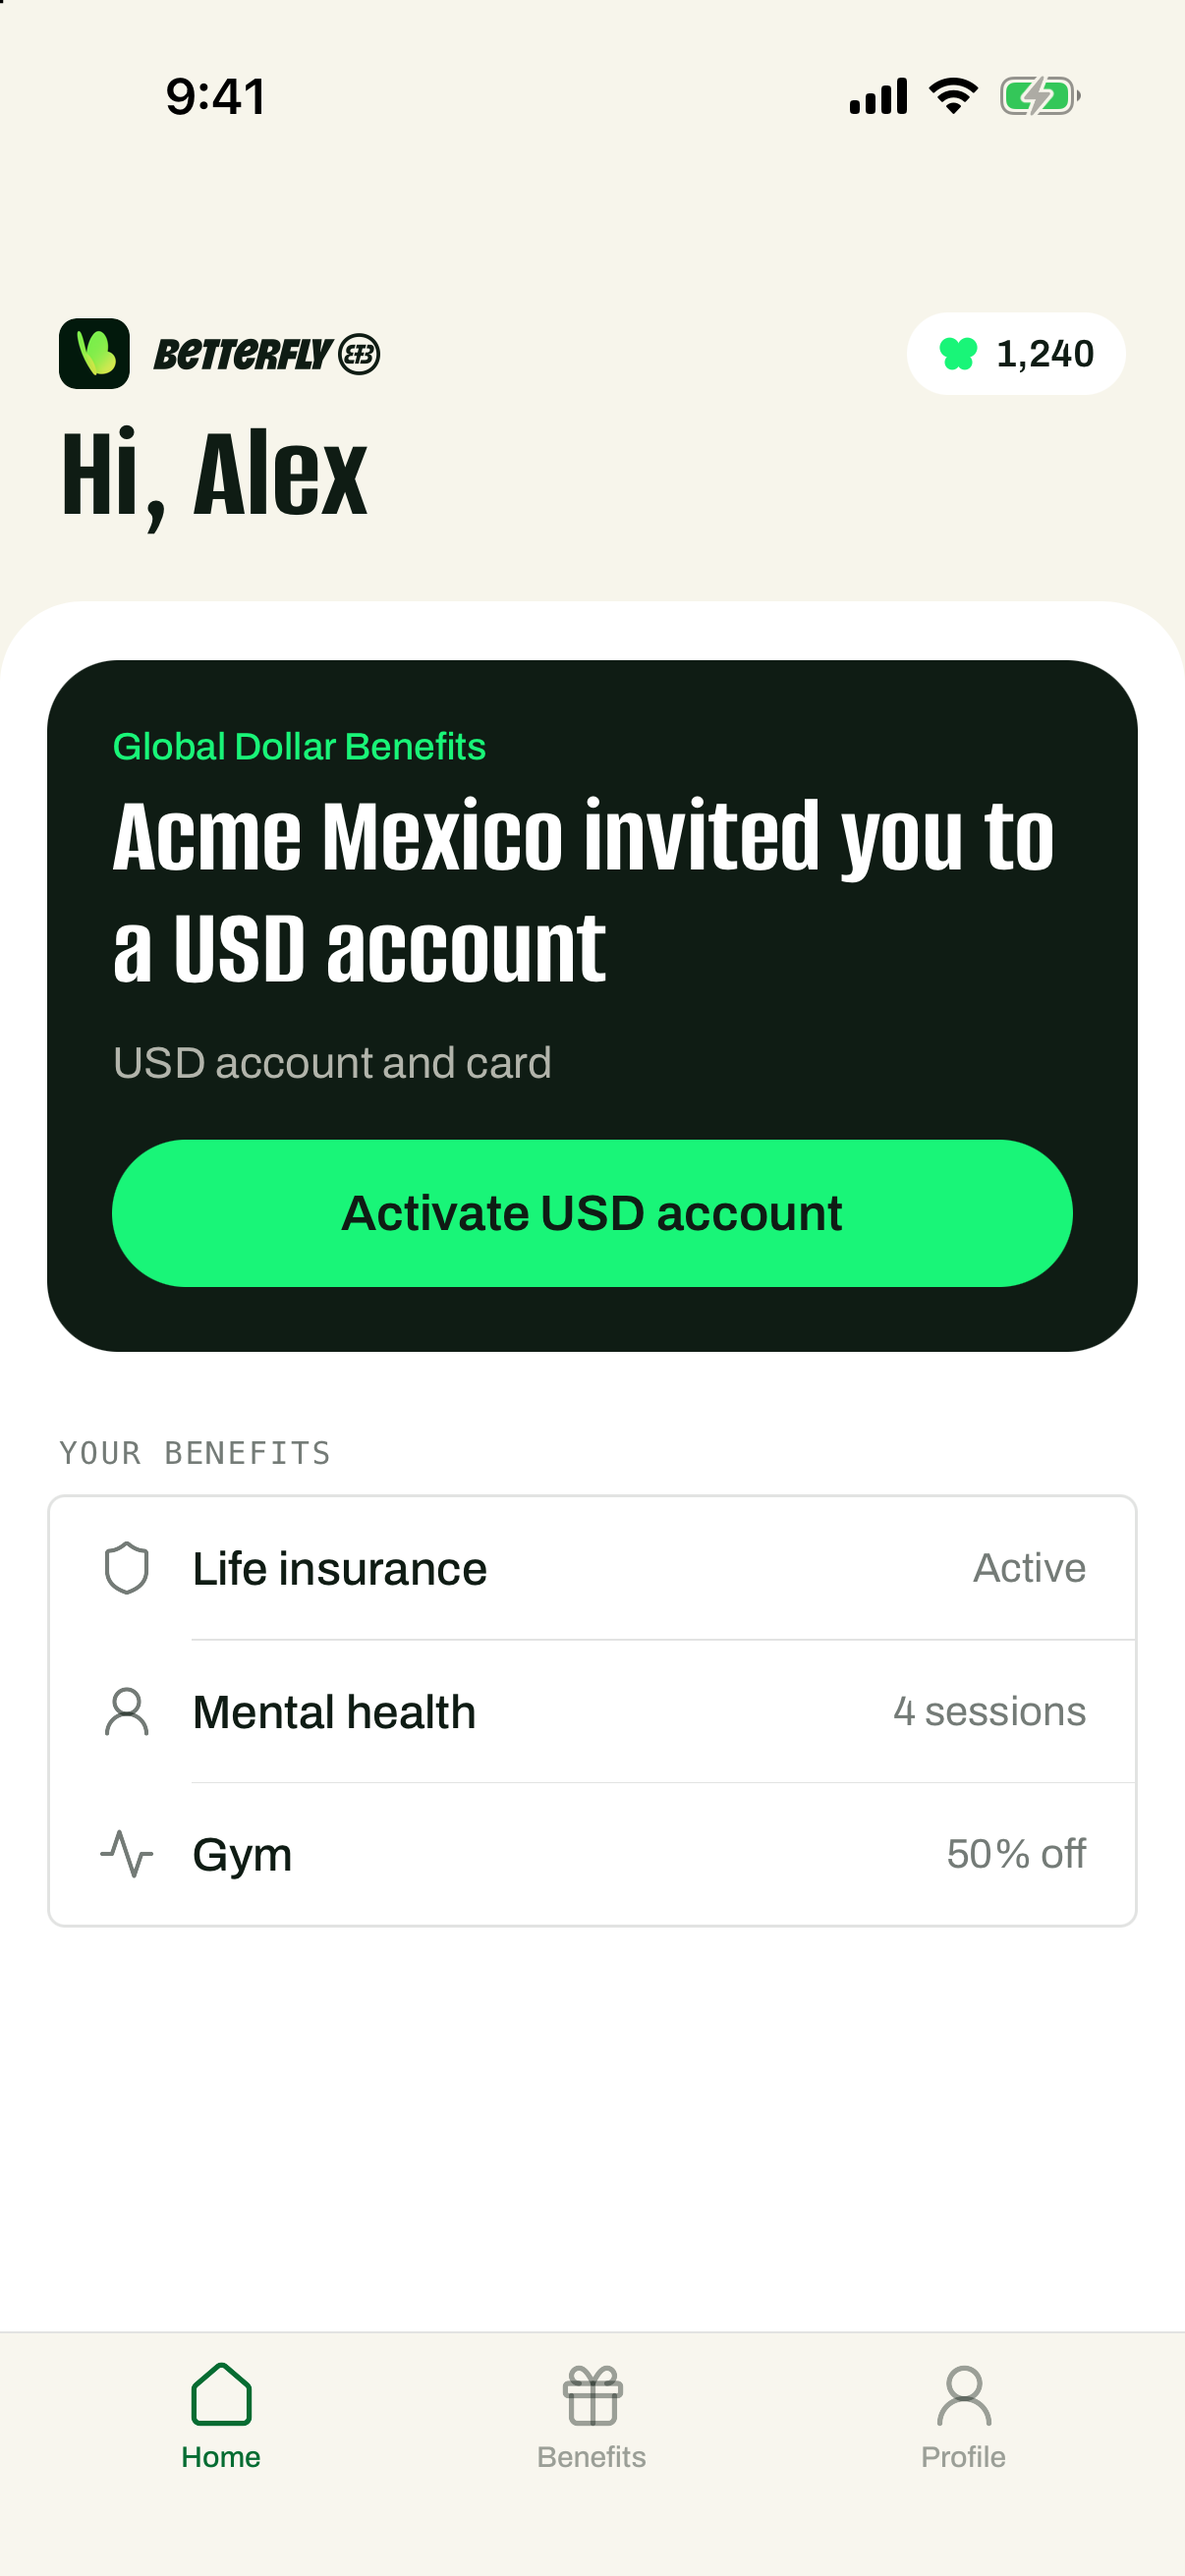 9:41
BETTERFLY
1,240
Hi, Alex
Global Dollar Benefits
Acme Mexico invited you to
a USD account
USD account and card
Activate USD account
YOUR BENEFITS
Life insurance Active
Mental health 4 sessions
Gym 50% off
Home Benefits Profile